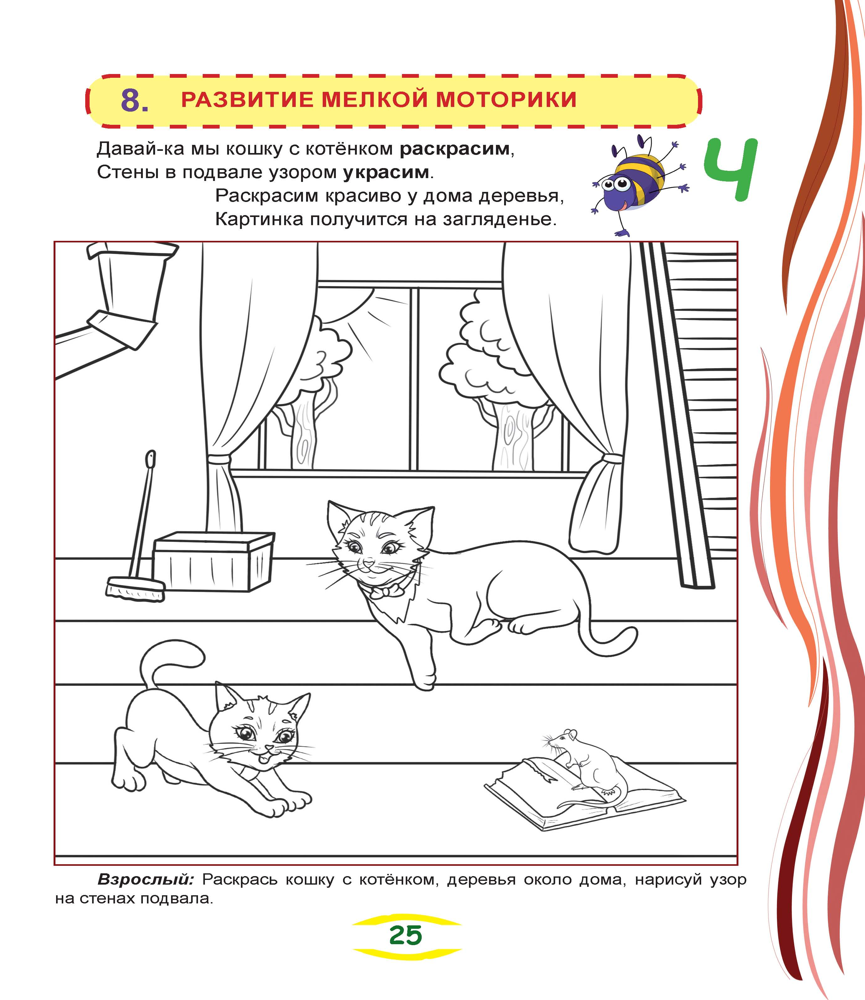 8. РАЗВИТИЕ МЕЛКОЙ МОТОРИКИ
Давай-ка мы кошку с котёнком раскрасим,
Стены в подвале узором украсим.
Раскрасим красиво у дома деревья,
Картинка получится на загляденье.
Ч
Взрослый: Раскрась кошку с котёнком, деревья около дома, нарисуй узор
на стенах подвала.
25